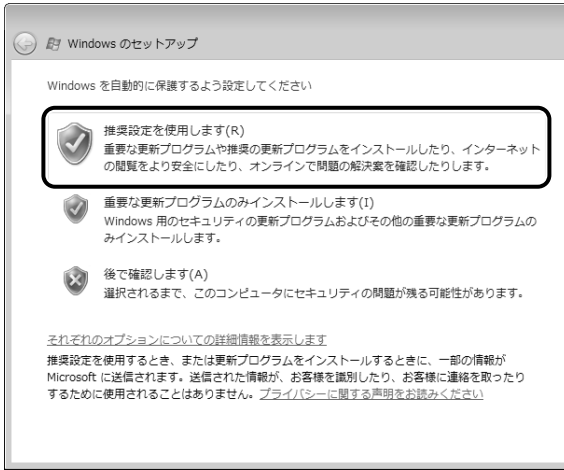 Windows のセットアップ
Windows を自動的に保護するよう設定してください
推奨設定を使用します(R)
重要な更新プログラムや推奨の更新プログラムをインストールしたり、インターネット
の閲覧をより安全にしたり、オンラインで問題の解決案を確認したりします。
重要な更新プログラムのみインストールします(I)
Windows 用のセキュリティの更新プログラムおよびその他の重要な更新プログラムの
みインストールします。
後で確認します(A)
選択されるまで、このコンピュータにセキュリティの問題が残る可能性があります。
それぞれのオプションについての詳細情報を表示します
推奨設定を使用するとき、または更新プログラムをインストールするときに、一部の情報が
Microsoft に送信されます。送信された情報が、お客様を識別したり、お客様に連絡を取ったり
するために使用されることはありません。プライバシーに関する声明をお読みください